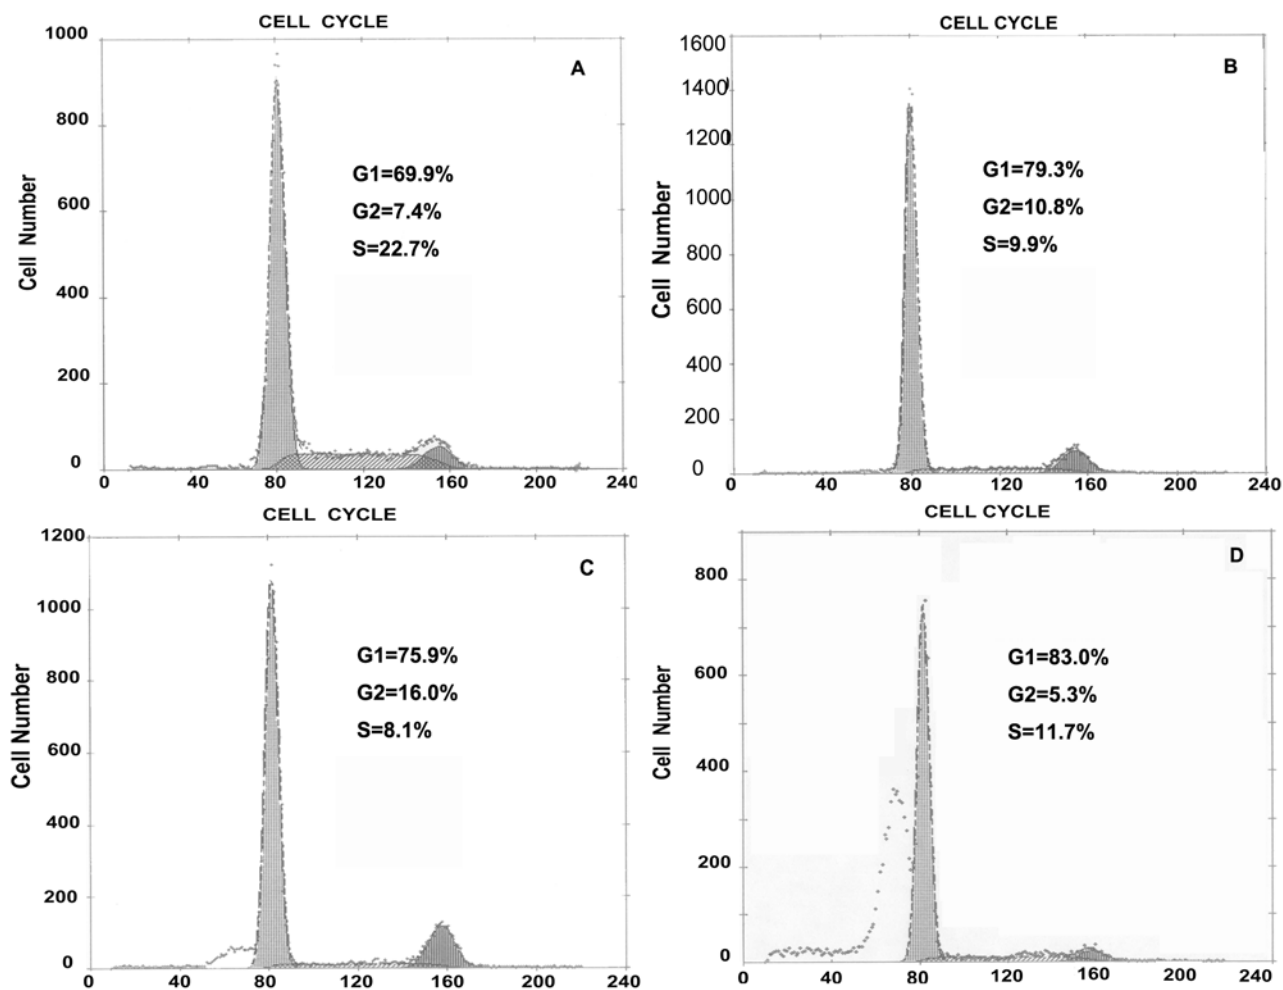 CELL CYCLE
A
G1=69.9%
G2=7.4%
S=22.7%
Cell Number
1000
800
600
400
200
0
0 40 80 120 160 200 240
CELL CYCLE
B
G1=79.3%
G2=10.8%
S=9.9%
Cell Number
1600
1400
1200
1000
800
600
400
200
0
0 40 80 120 160 200 240
CELL CYCLE
C
G1=75.9%
G2=16.0%
S=8.1%
Cell Number
1200
1000
800
600
400
200
0
0 40 80 120 160 200 240
CELL CYCLE
D
G1=83.0%
G2=5.3%
S=11.7%
Cell Number
800
600
400
200
0
0 40 80 120 160 200 240